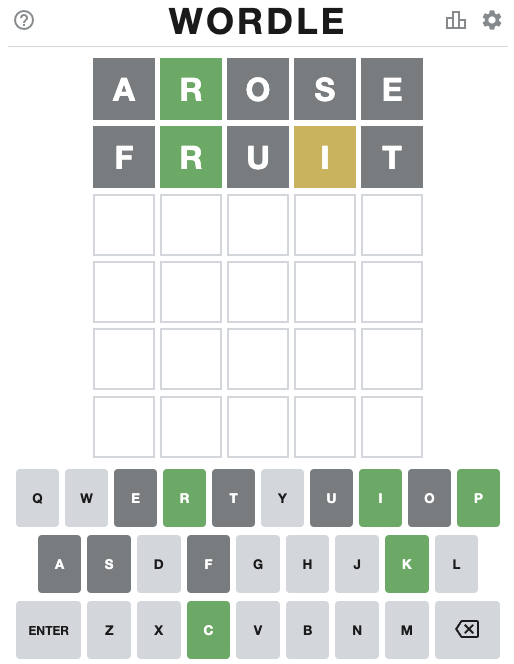 ?
WORDLE
A R O S E
F R U I T
Q W E R T Y U I O P
A S D F G H J K L
ENTER Z X C V B N M